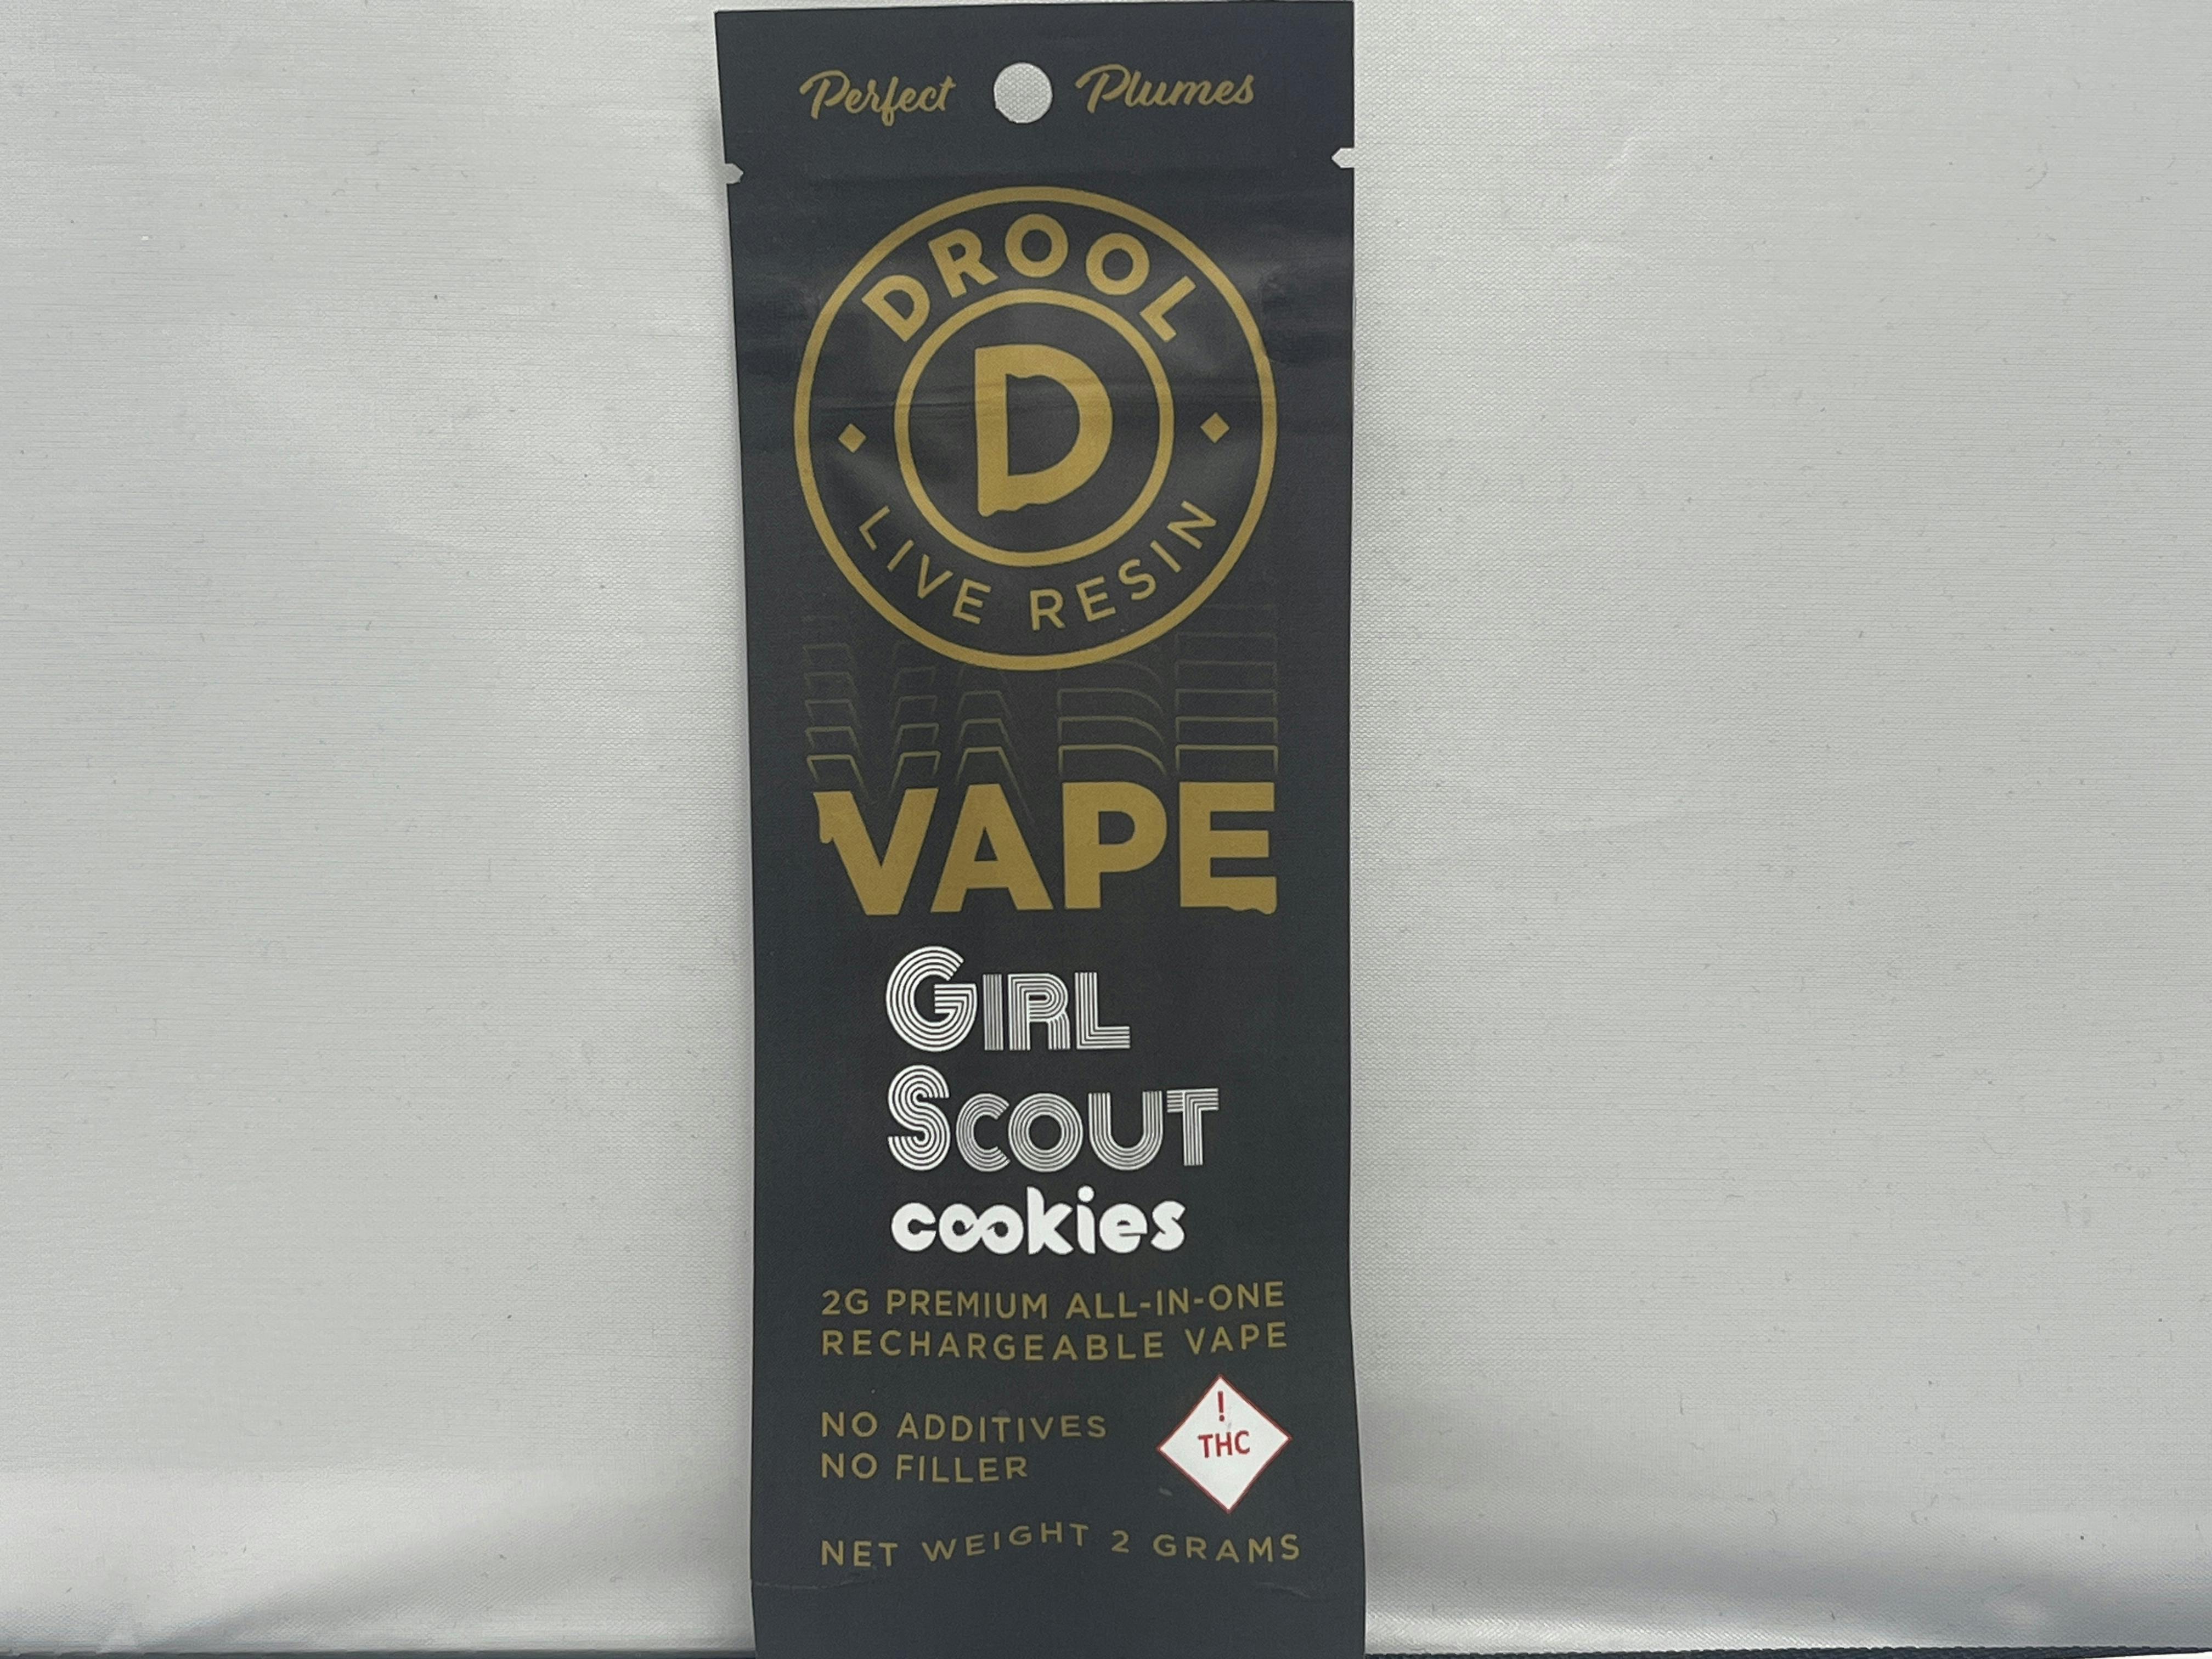 Perfect Plumes
DROOL
D
LIVE RESIN
VAPE
GIRL
SCOUT
cookies
2G PREMIUM ALL-IN-ONE
RECHARGEABLE VAPE
NO ADDITIVES
NO FILLER
!
THC
NET WEIGHT 2 GRAMS